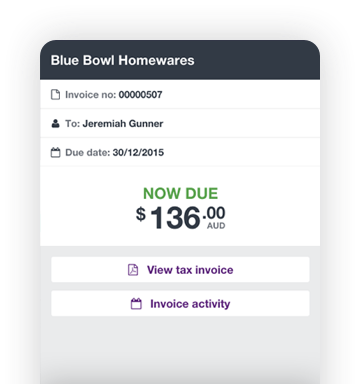 Blue Bowl Homewares
Invoice no: 00000507
To: Jeremiah Gunner
Due date: 30/12/2015
NOW DUE
$136.00
AUD
View tax invoice
Invoice activity